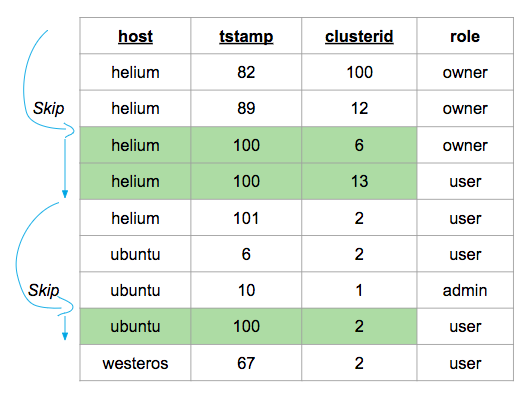 host tstamp clusterid role
helium 82 100 owner
helium 89 12 owner
Skip
helium 100 6 owner
helium 100 13 user
helium 101 2 user
ubuntu 6 2 user
Skip
ubuntu 10 1 admin
ubuntu 100 2 user
westeros 67 2 user